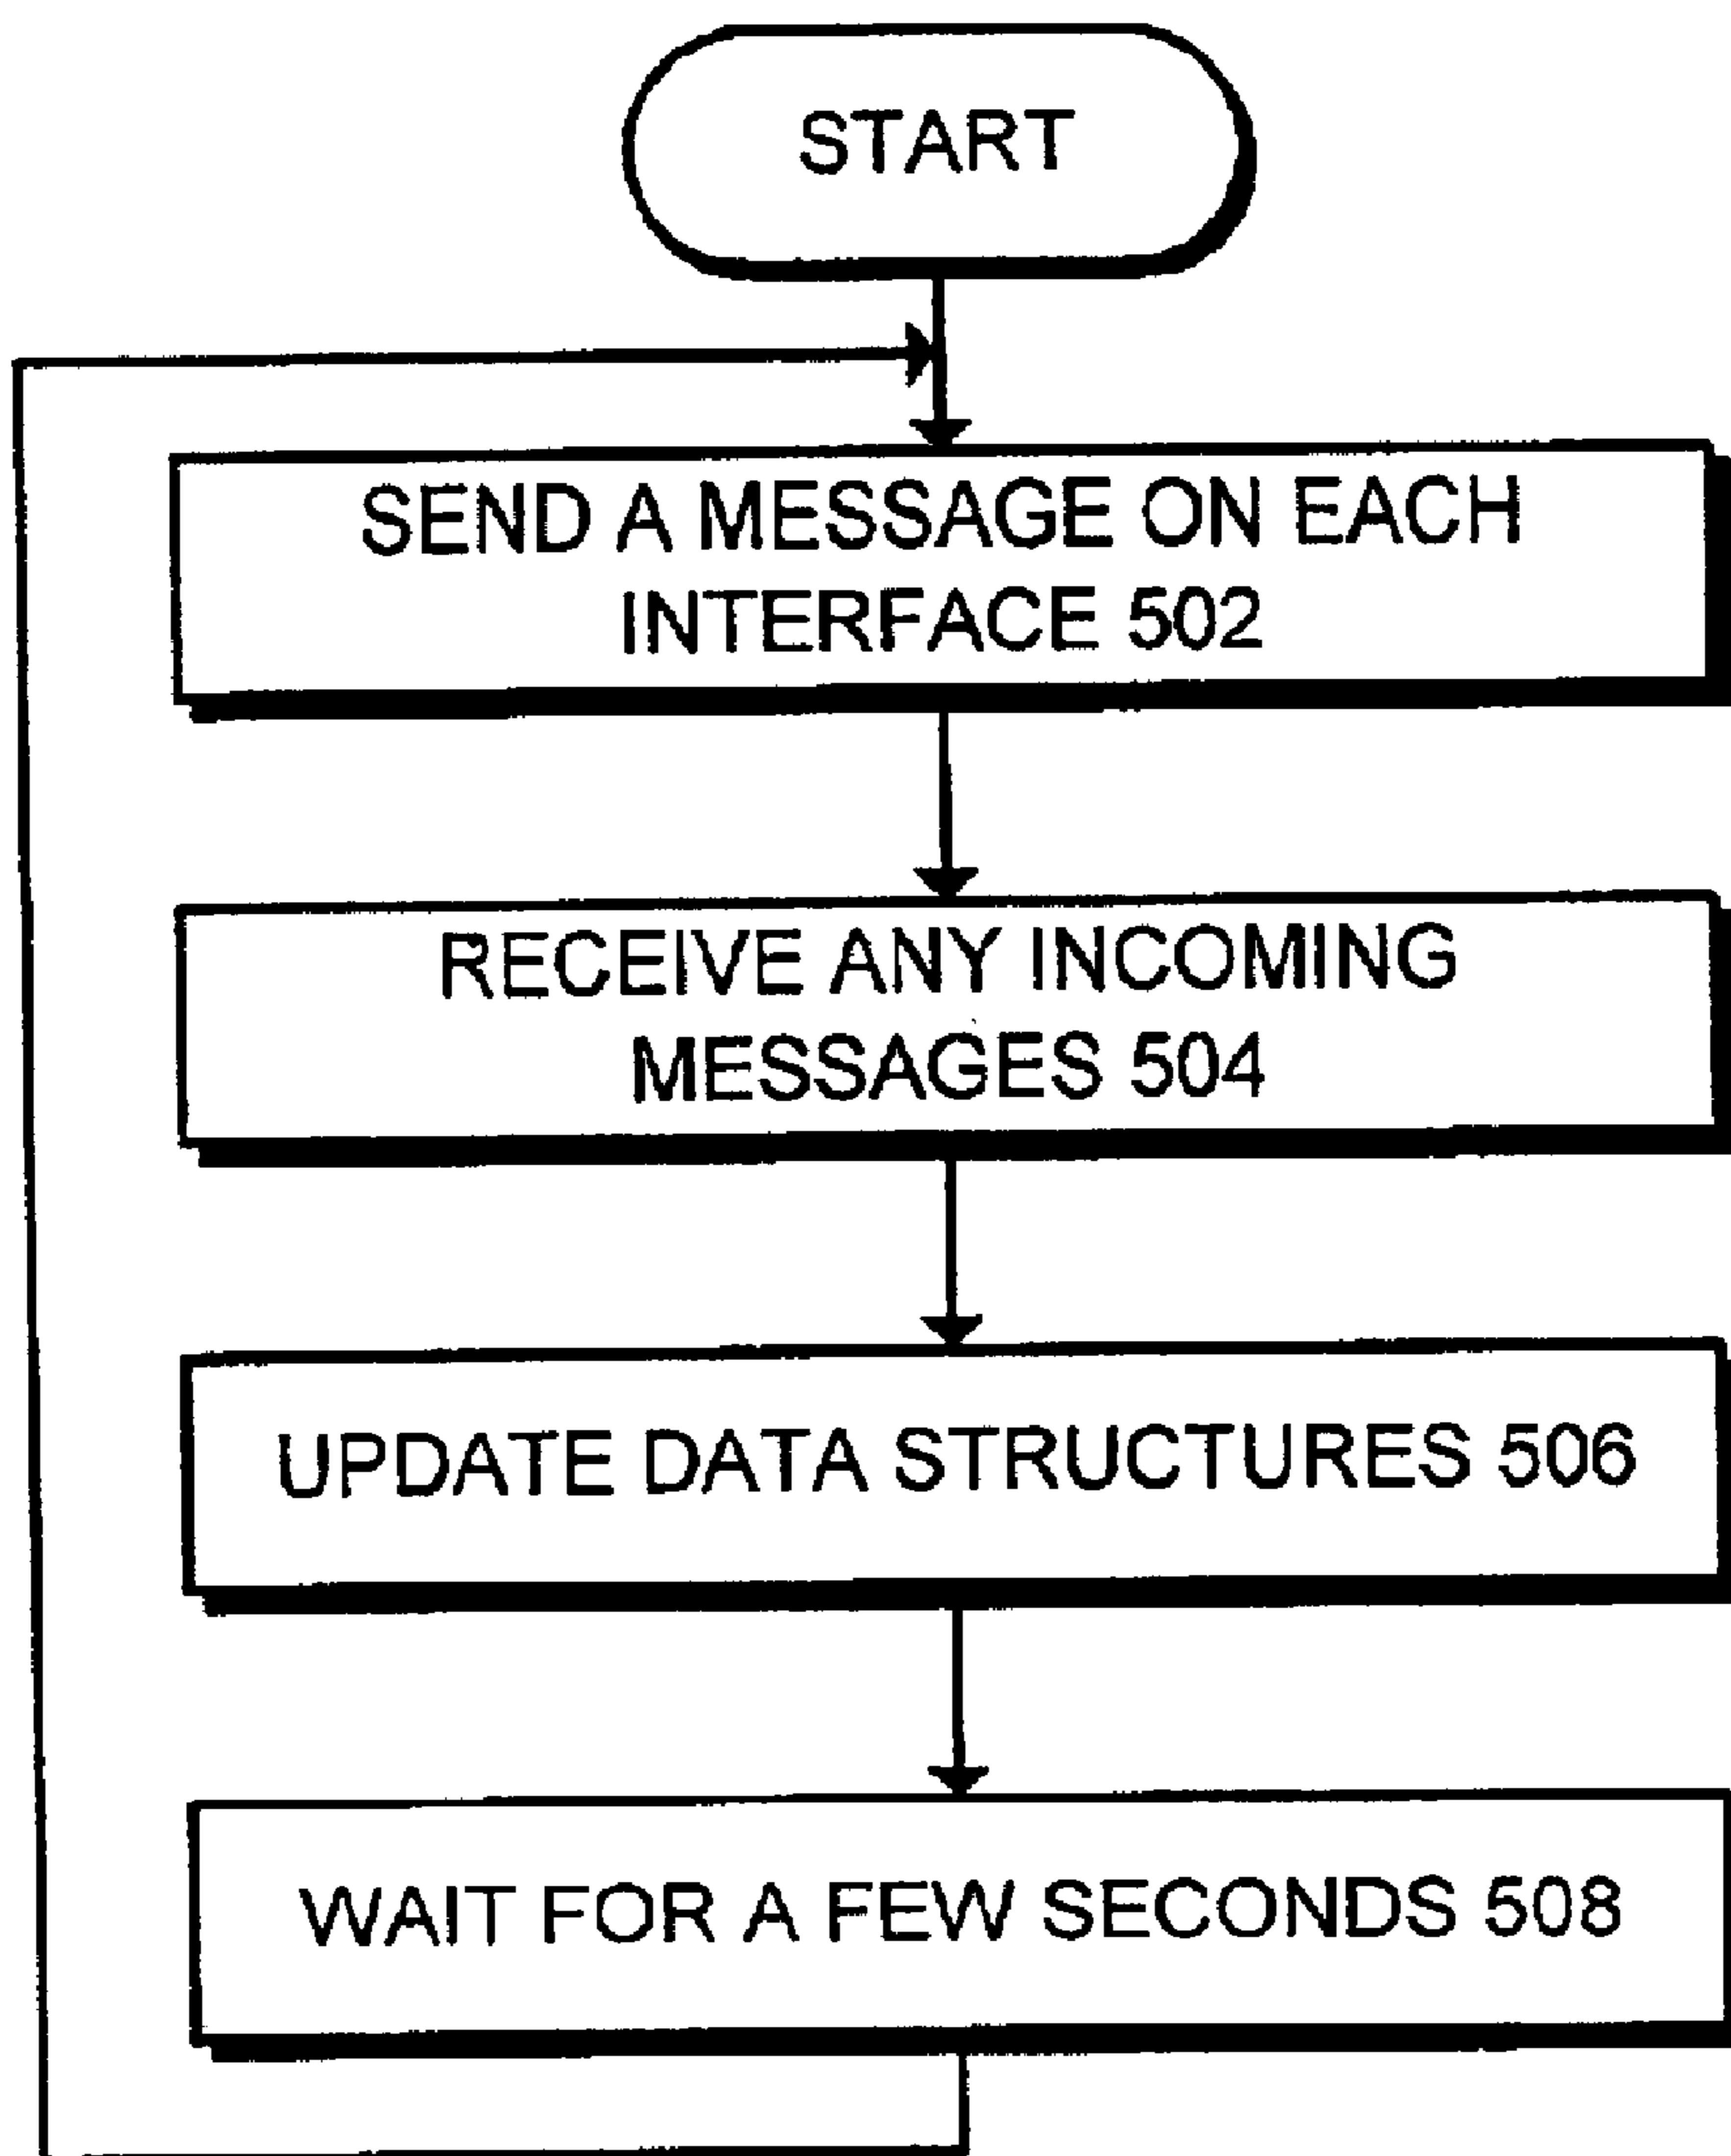 START
SEND A MESSAGE ON EACH
INTERFACE 502
RECEIVE ANY INCOMING
MESSAGES 504
UPDATE DATA STRUCTURES 506
WAIT FOR A FEW SECONDS 508